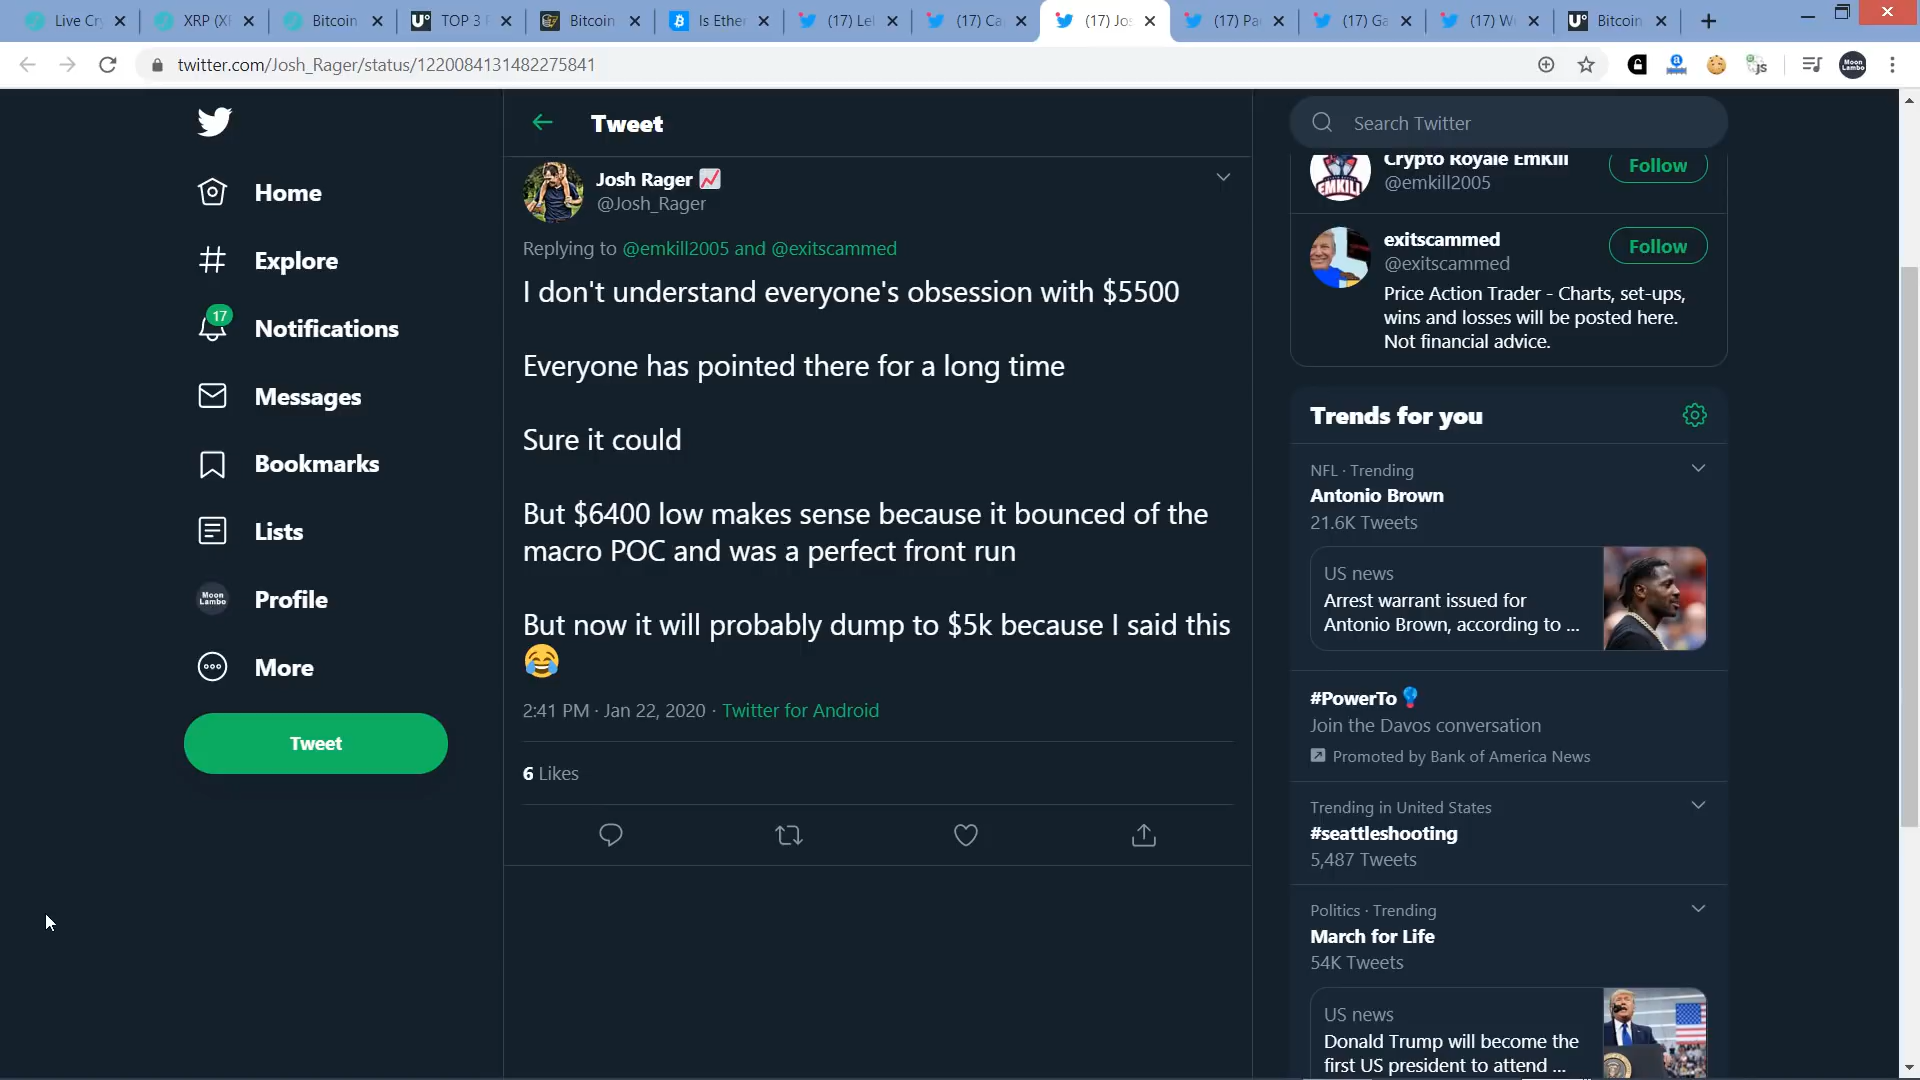 Live Cr
XRP (XR
Bitcoin
TOP 3 P
Bitcoin
Is Ether
(17) Lel
(17) Ca
(17) Jos
(17) Pa
(17) Ga
(17) W
Bitcoin
twitter.com/Josh_Rager/status/1220084131482275841
Home
Explore
17
Notifications
Messages
Bookmarks
Lists
Moon Lambo
Profile
More
Tweet
Tweet
Josh Rager
@Josh_Rager
Replying to @emkill2005 and @exitscammed
I don't understand everyone's obsession with $5500
Everyone has pointed there for a long time
Sure it could
But $6400 low makes sense because it bounced of the
macro POC and was a perfect front run
But now it will probably dump to $5k because I said this
😂
2:41 PM · Jan 22, 2020 · Twitter for Android
6 Likes
Search Twitter
Crypto Royale EmKill
@emkill2005
Follow
EMKILL
exitscammed
@exitscammed
Follow
Price Action Trader - Charts, set-ups,
wins and losses will be posted here.
Not financial advice.
Trends for you
NFL · Trending
Antonio Brown
21.6K Tweets
US news
Arrest warrant issued for
Antonio Brown, according to ...
#PowerTo
Join the Davos conversation
Promoted by Bank of America News
Trending in United States
#seattleshooting
5,487 Tweets
Politics · Trending
March for Life
54K Tweets
US news
Donald Trump will become the
first US president to attend ...